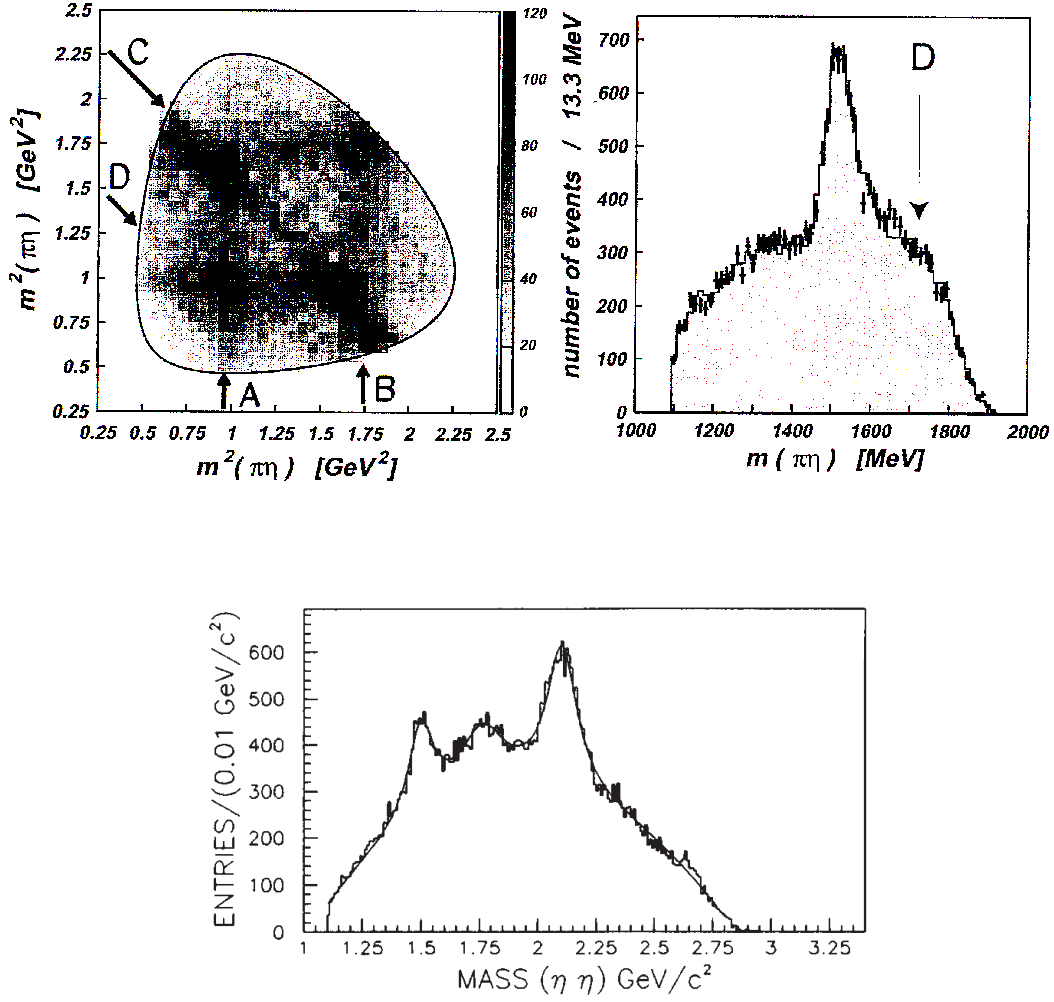 2.5
2.25
2
1.75
1.5
1.25
1
0.75
0.5
0.25
m²(πη) [GeV²]
C
D
A
B
0.25 0.5 0.75 1 1.25 1.5 1.75 2 2.25 2.5
m²(πη) [GeV²]
120
100
80
60
40
20
0
number of events / 13.3 MeV
700
600
500
400
300
200
100
0
D
1000 1200 1400 1600 1800 2000
m (πη) [MeV]
ENTRIES/(0.01 GeV/c²)
600
500
400
300
200
100
0
1 1.25 1.5 1.75 2 2.25 2.5 2.75 3 3.25
MASS (η η) GeV/c²